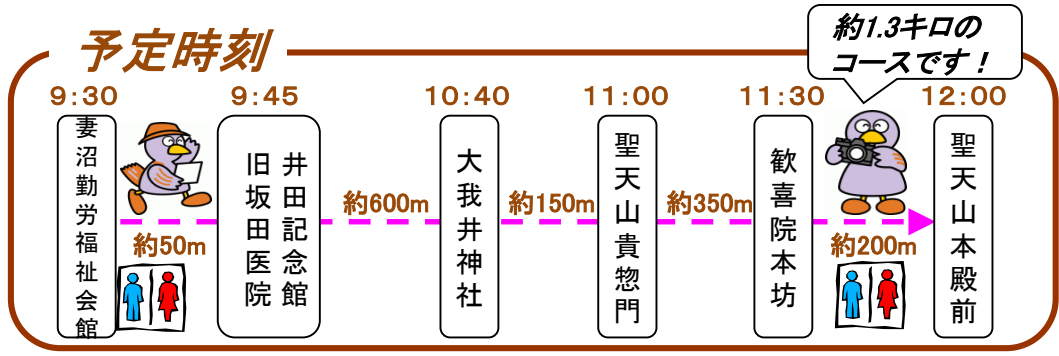 予定時刻
約1.3キロの
コースです！
9：30
9：45
10：40
11：00
11：30
12：00
妻沼勤労福祉会館
約50m
井田記念館
旧坂田医院
約600m
大我井神社
約150m
聖天山貴惣門
約350m
歓喜院本坊
約200m
聖天山本殿前